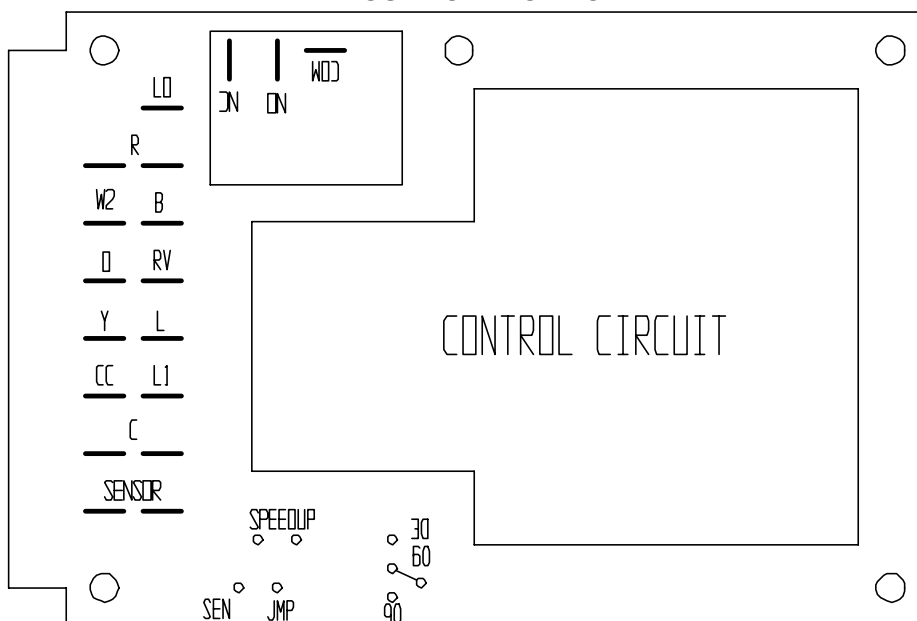 COM
NC NO
LO
R
W2 B
O RV
Y L
CC L1
C
SENSOR
CONTROL CIRCUIT
SPEEDUP
30
60
90
SEN JMP